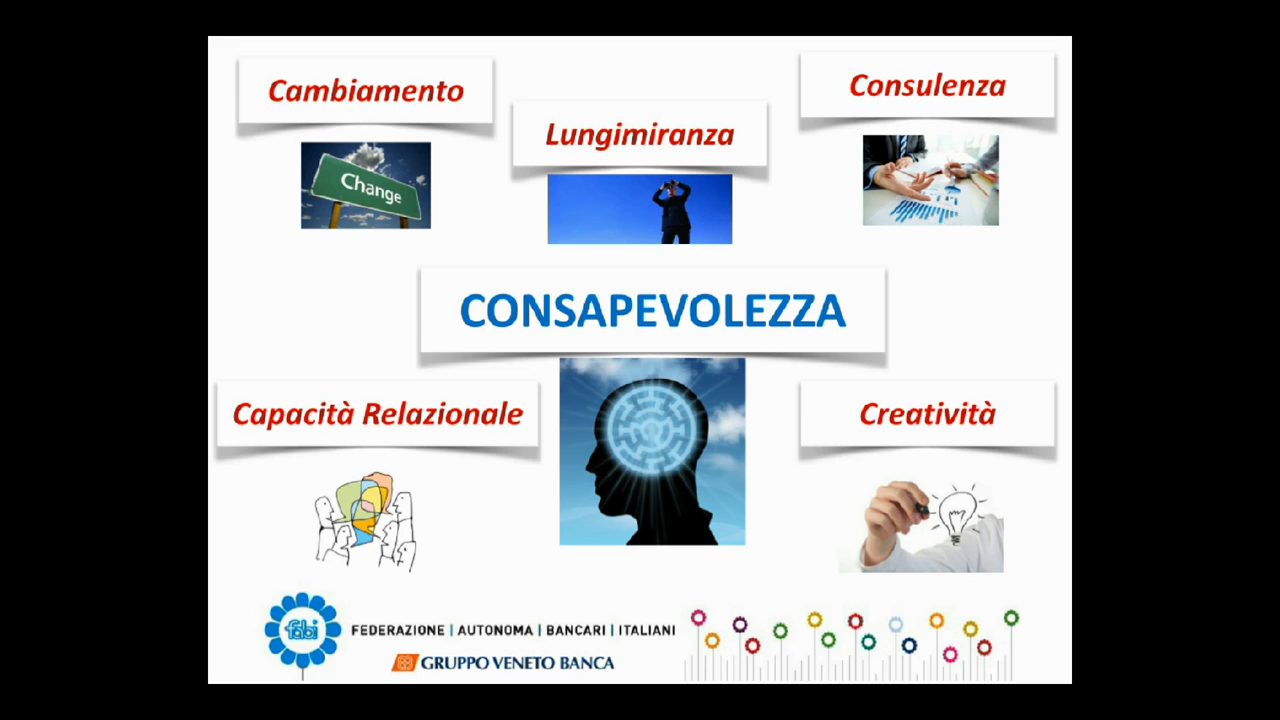 Cambiamento
Lungimiranza
Consulenza
Change
CONSAPEVOLEZZA
Capacità Relazionale
Creatività
fabi
FEDERAZIONE | AUTONOMA | BANCARI | ITALIANI
GRUPPO VENETO BANCA